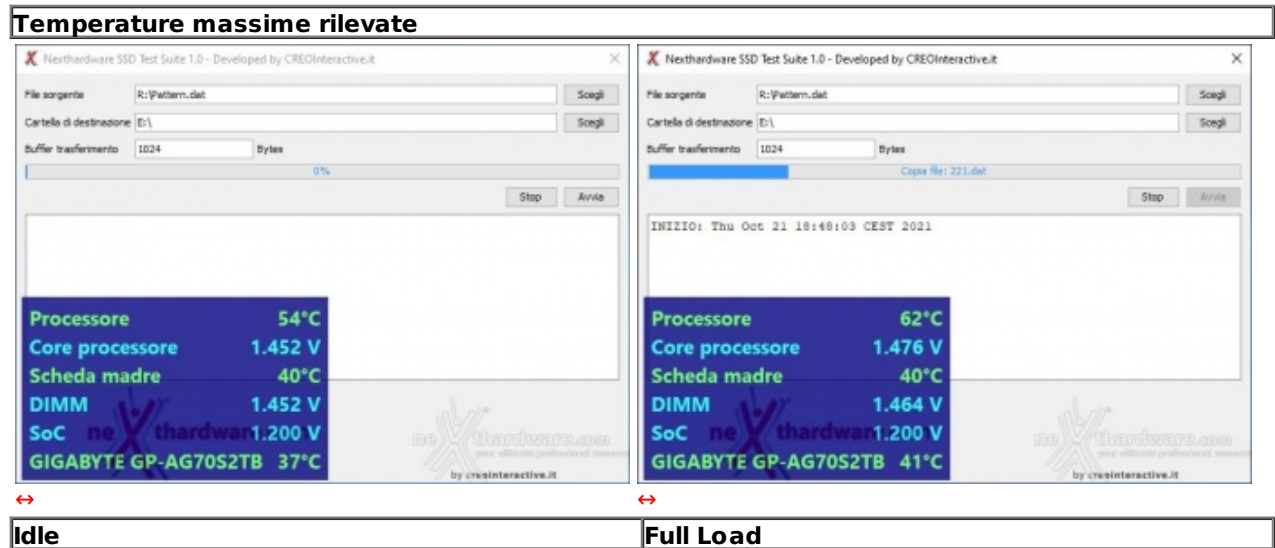 Temperature massime rilevate
Nexthardware SSD Test Suite 1.0 - Developed by CREOInteractive.it
File sorgente R:\Pattern.dat Scegli
Cartella di destinazione E:\ Scegli
Buffer trasferimento 1024 Bytes
0%
Stop Avvia
Processore 54°C
Core processore 1.452 V
Scheda madre 40°C
DIMM 1.452 V
SoC 1.200 V
GIGABYTE GP-AG70S2TB 37°C
nexthardware.com
by creointeractive.it
Nexthardware SSD Test Suite 1.0 - Developed by CREOInteractive.it
File sorgente R:\Pattern.dat Scegli
Cartella di destinazione E:\ Scegli
Buffer trasferimento 1024 Bytes
Copia file: 221.dat
Stop Avvia
INIZIO: Thu Oct 21 18:48:03 CEST 2021
Processore 62°C
Core processore 1.476 V
Scheda madre 40°C
DIMM 1.464 V
SoC 1.200 V
GIGABYTE GP-AG70S2TB 41°C
nexthardware.com
by creointeractive.it
Idle
Full Load